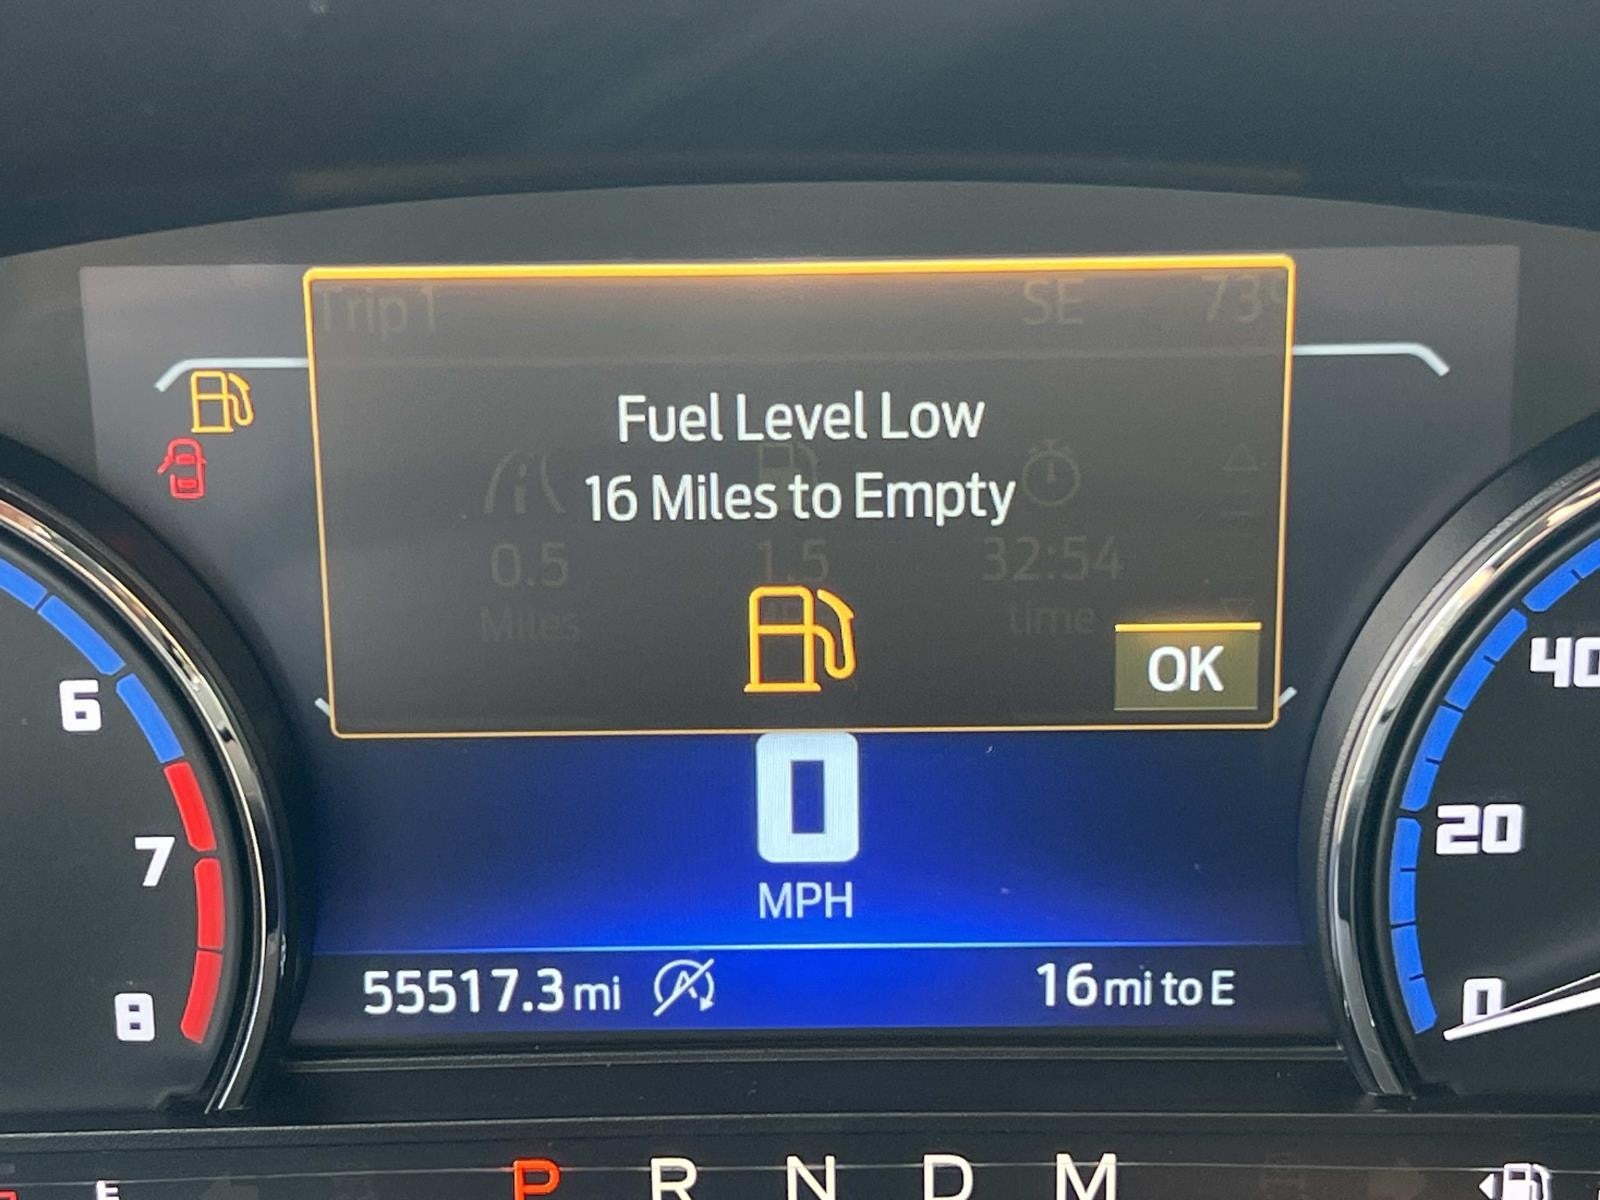 Trip 1 SE 73°
Fuel Level Low
16 Miles to Empty
0.5 1.5 32:54
Miles time
OK
6
7
8
0
MPH
40
20
0
55517.3 mi A 16 mi to E
E
P R N D M